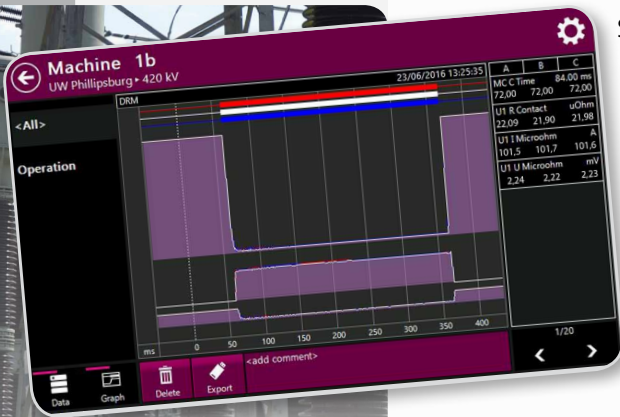 Machine 1b
UW Phillipsburg ▸ 420 kV
<All>
Operation
DRM
23/06/2016 13:25:35
ms 0 50 100 150 200 250 300 350 400
A B C
MC C Time 84.00 ms
72,00 72,00 72,00
U1 R Contact uOhm
22,09 21,90 21,98
U1 I Microohm A
101,5 101,7 101,6
U1 U Microohm mV
2,24 2,22 2,23
1/20
Data
Graph
Delete
Export
<add comment>